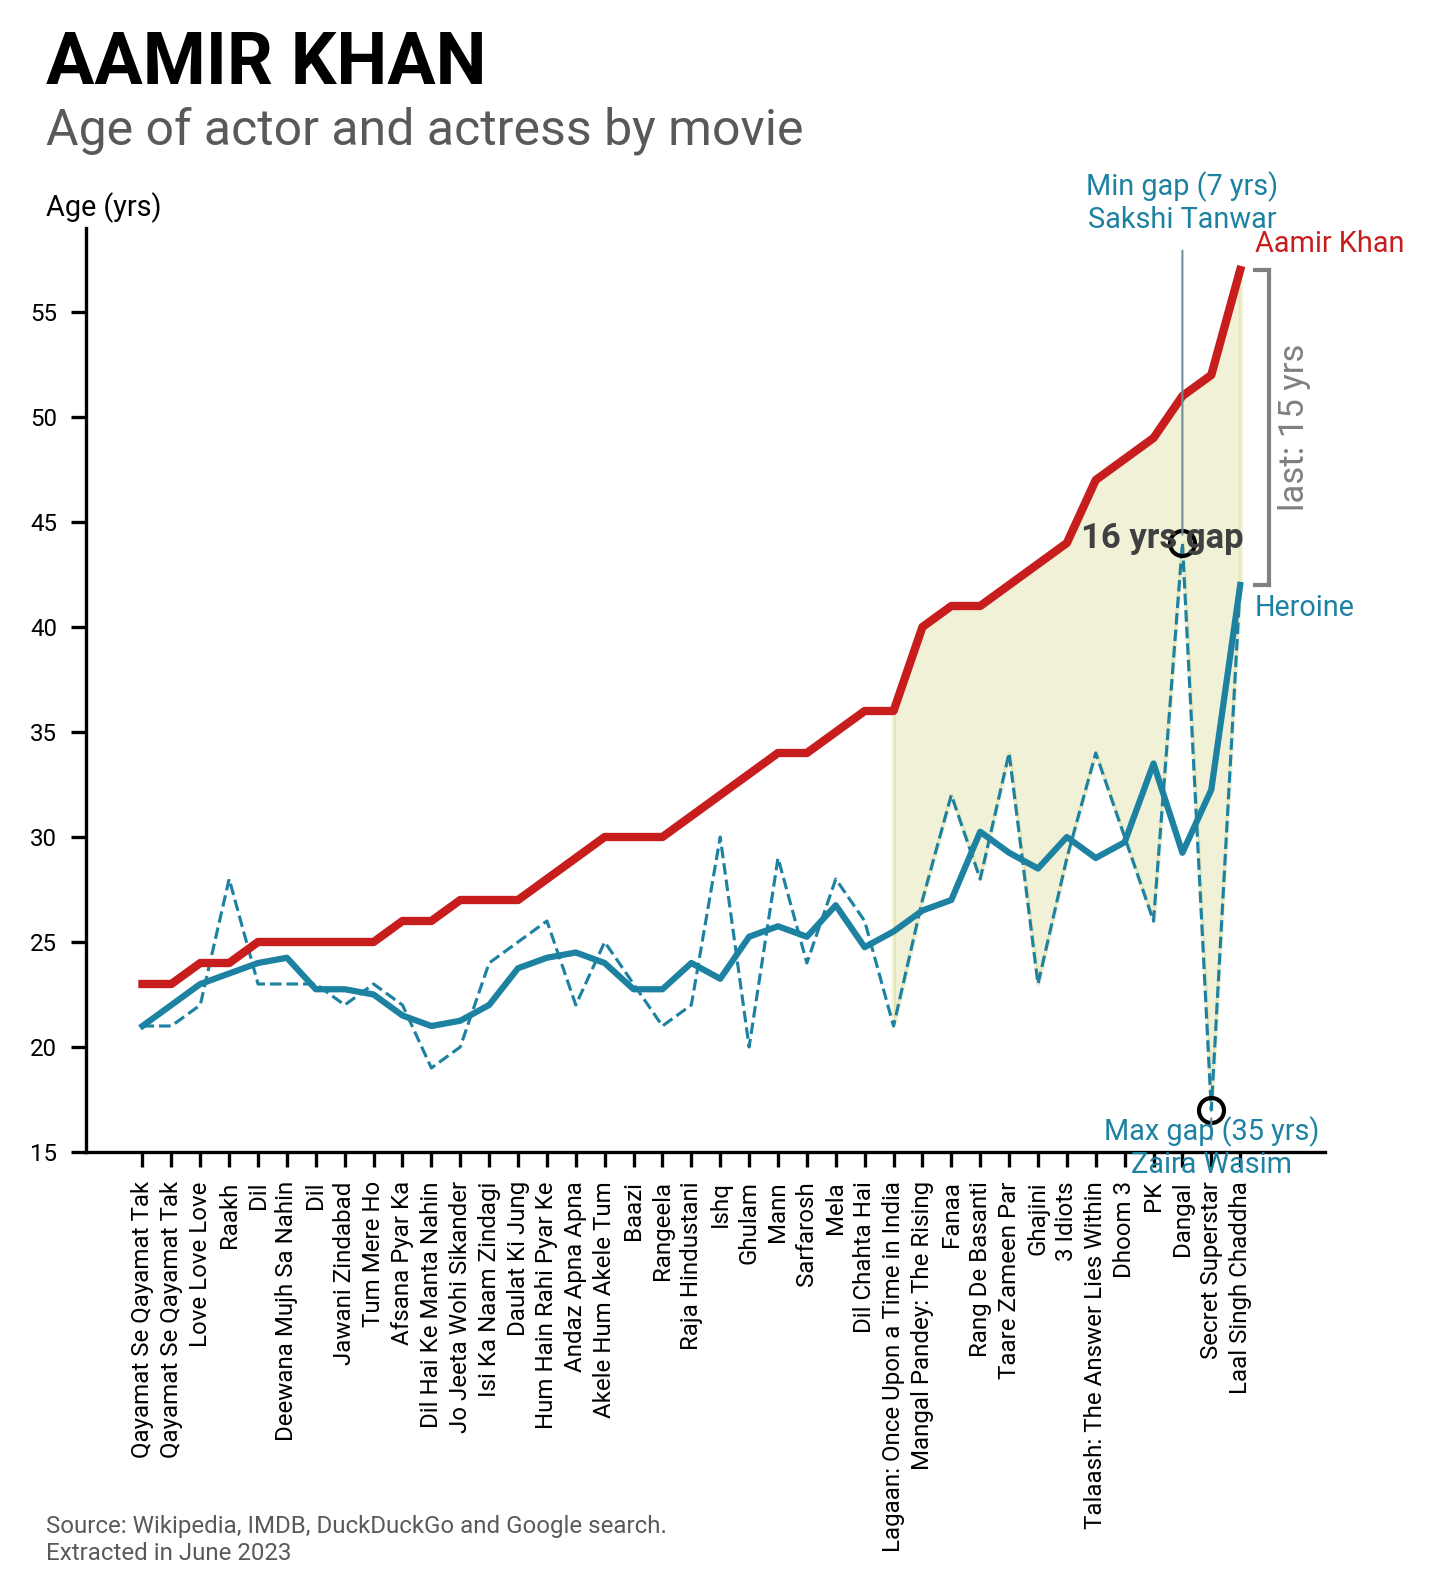 AAMIR KHAN
Age of actor and actress by movie
Min gap (7 yrs)
Sakshi Tanwar
Age (yrs)
Aamir Khan
55
50
45
40
35
30
25
20
15
last: 15 yrs
16 yrs gap
Heroine
Max gap (35 yrs)
Zaira Wasim
Qayamat Se Qayamat Tak
Qayamat Se Qayamat Tak
Love Love Love
Raakh
Dil
Deewana Mujh Sa Nahin
Dil
Jawani Zindabad
Tum Mere Ho
Afsana Pyar Ka
Dil Hai Ke Manta Nahin
Jo Jeeta Wohi Sikander
Isi Ka Naam Zindagi
Daulat Ki Jung
Hum Hain Rahi Pyar Ke
Andaz Apna Apna
Akele Hum Akele Tum
Baazi
Rangeela
Raja Hindustani
Ishq
Ghulam
Mann
Sarfarosh
Mela
Dil Chahta Hai
Lagaan: Once Upon a Time in India
Mangal Pandey: The Rising
Fanaa
Rang De Basanti
Taare Zameen Par
Ghajini
3 Idiots
Talaash: The Answer Lies Within
Dhoom 3
PK
Dangal
Secret Superstar
Laal Singh Chaddha
Source: Wikipedia, IMDB, DuckDuckGo and Google search.
Extracted in June 2023